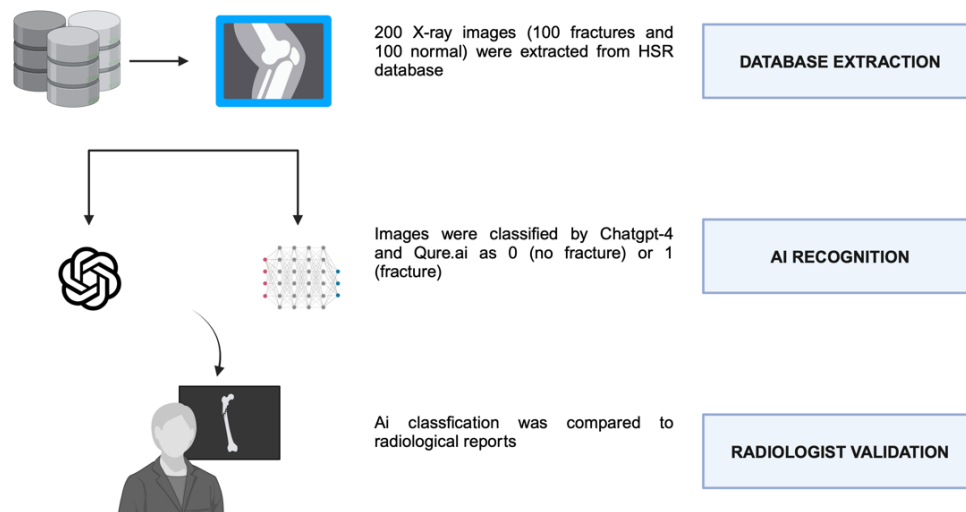 200 X-ray images (100 fractures and
100 normal) were extracted from HSR
database
DATABASE EXTRACTION
Images were classified by Chatgpt-4
and Qure.ai as 0 (no fracture) or 1
(fracture)
AI RECOGNITION
Ai classfication was compared to
radiological reports
RADIOLOGIST VALIDATION